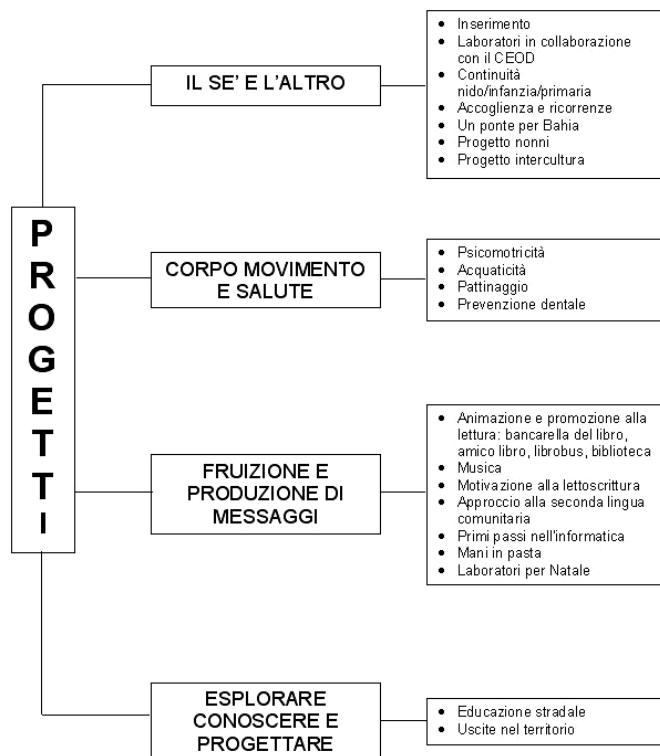 PROGETTI
IL SE' E L'ALTRO
• Inserimento
• Laboratori in collaborazione
con il CEOD
• Continuità
nido/infanzia/primaria
• Accoglienza e ricorrenze
• Un ponte per Bahia
• Progetto nonni
• Progetto intercultura
CORPO MOVIMENTO
E SALUTE
• Psicomotricità
• Acquaticità
• Pattinaggio
• Prevenzione dentale
FRUIZIONE E
PRODUZIONE DI
MESSAGGI
• Animazione e promozione alla
lettura: bancarella del libro,
amico libro, librobus, biblioteca
• Musica
• Motivazione alla lettoscrittura
• Approccio alla seconda lingua
comunitaria
• Primi passi nell'informatica
• Mani in pasta
• Laboratori per Natale
ESPLORARE
CONOSCERE E
PROGETTARE
• Educazione stradale
• Uscite nel territorio